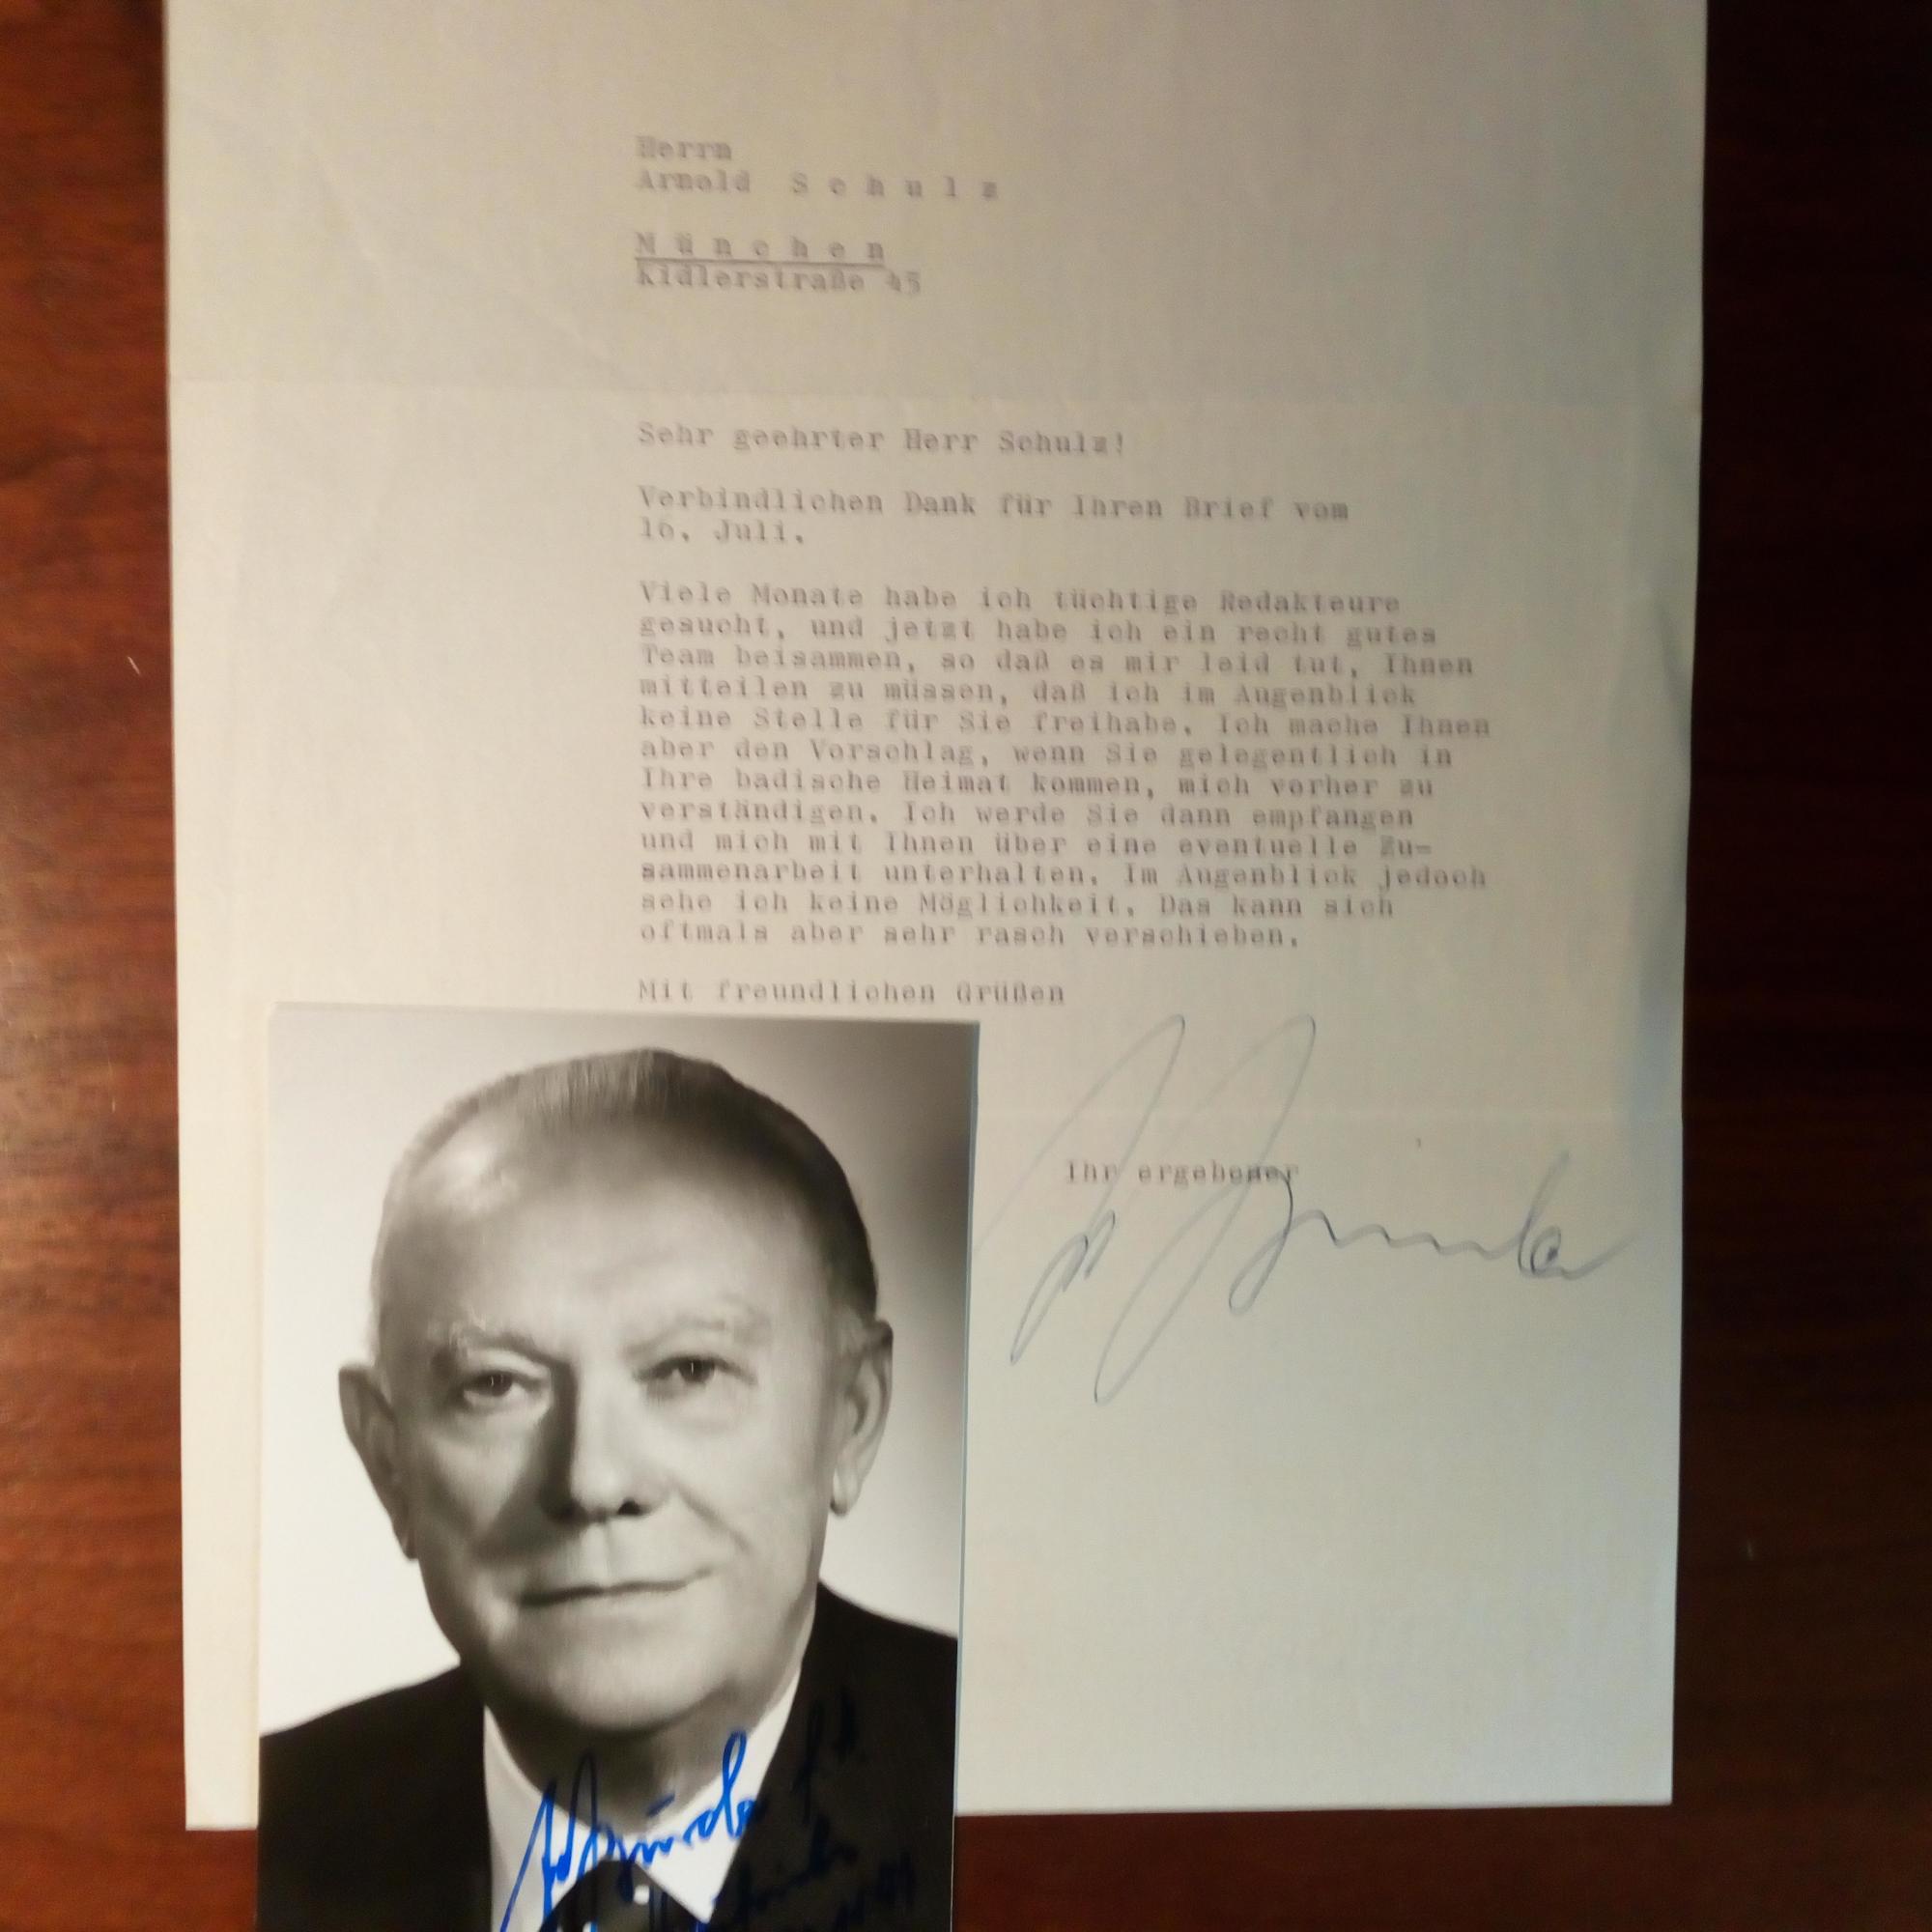 Herrn
Arnold S c h u l z
M ü n c h e n
Kidlerstraße 45
Sehr geehrter Herr Schulz!
Verbindlichen Dank für Ihren Brief vom
16. Juli.
Viele Monate habe ich tüchtige Redakteure
gesucht, und jetzt habe ich ein recht gutes
Team beisammen, so daß es mir leid tut, Ihnen
mitteilen zu müssen, daß ich im Augenblick
keine Stelle für Sie freihabe. Ich mache Ihnen
aber den Vorschlag, wenn Sie gelegentlich in
Ihre badische Heimat kommen, mich vorher zu
verständigen. Ich werde Sie dann empfangen
und mich mit Ihnen über eine eventuelle Zu-
sammenarbeit unterhalten. Im Augenblick jedoch
sehe ich keine Möglichkeit. Das kann sich
oftmals aber sehr rasch verschieben.
Mit freundlichen Grüßen
Ihr ergebener